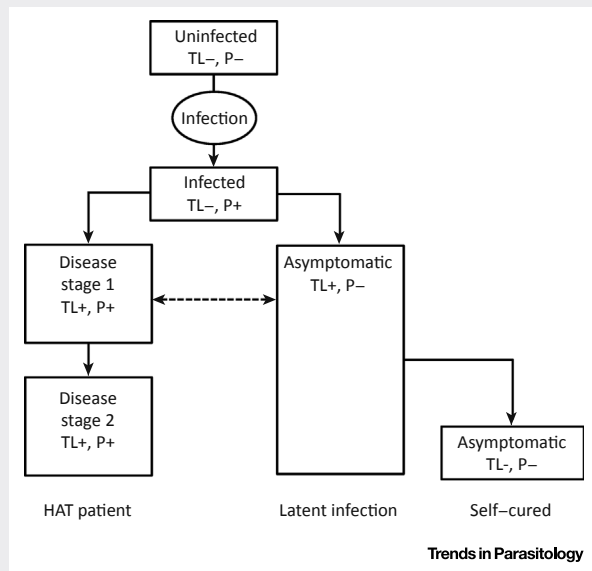 Uninfected
TL–, P–
Infection
Infected
TL–, P+
Disease
stage 1
TL+, P+
Asymptomatic
TL+, P–
Disease
stage 2
TL+, P+
Asymptomatic
TL-, P–
HAT patient
Latent infection
Self–cured
Trends in Parasitology